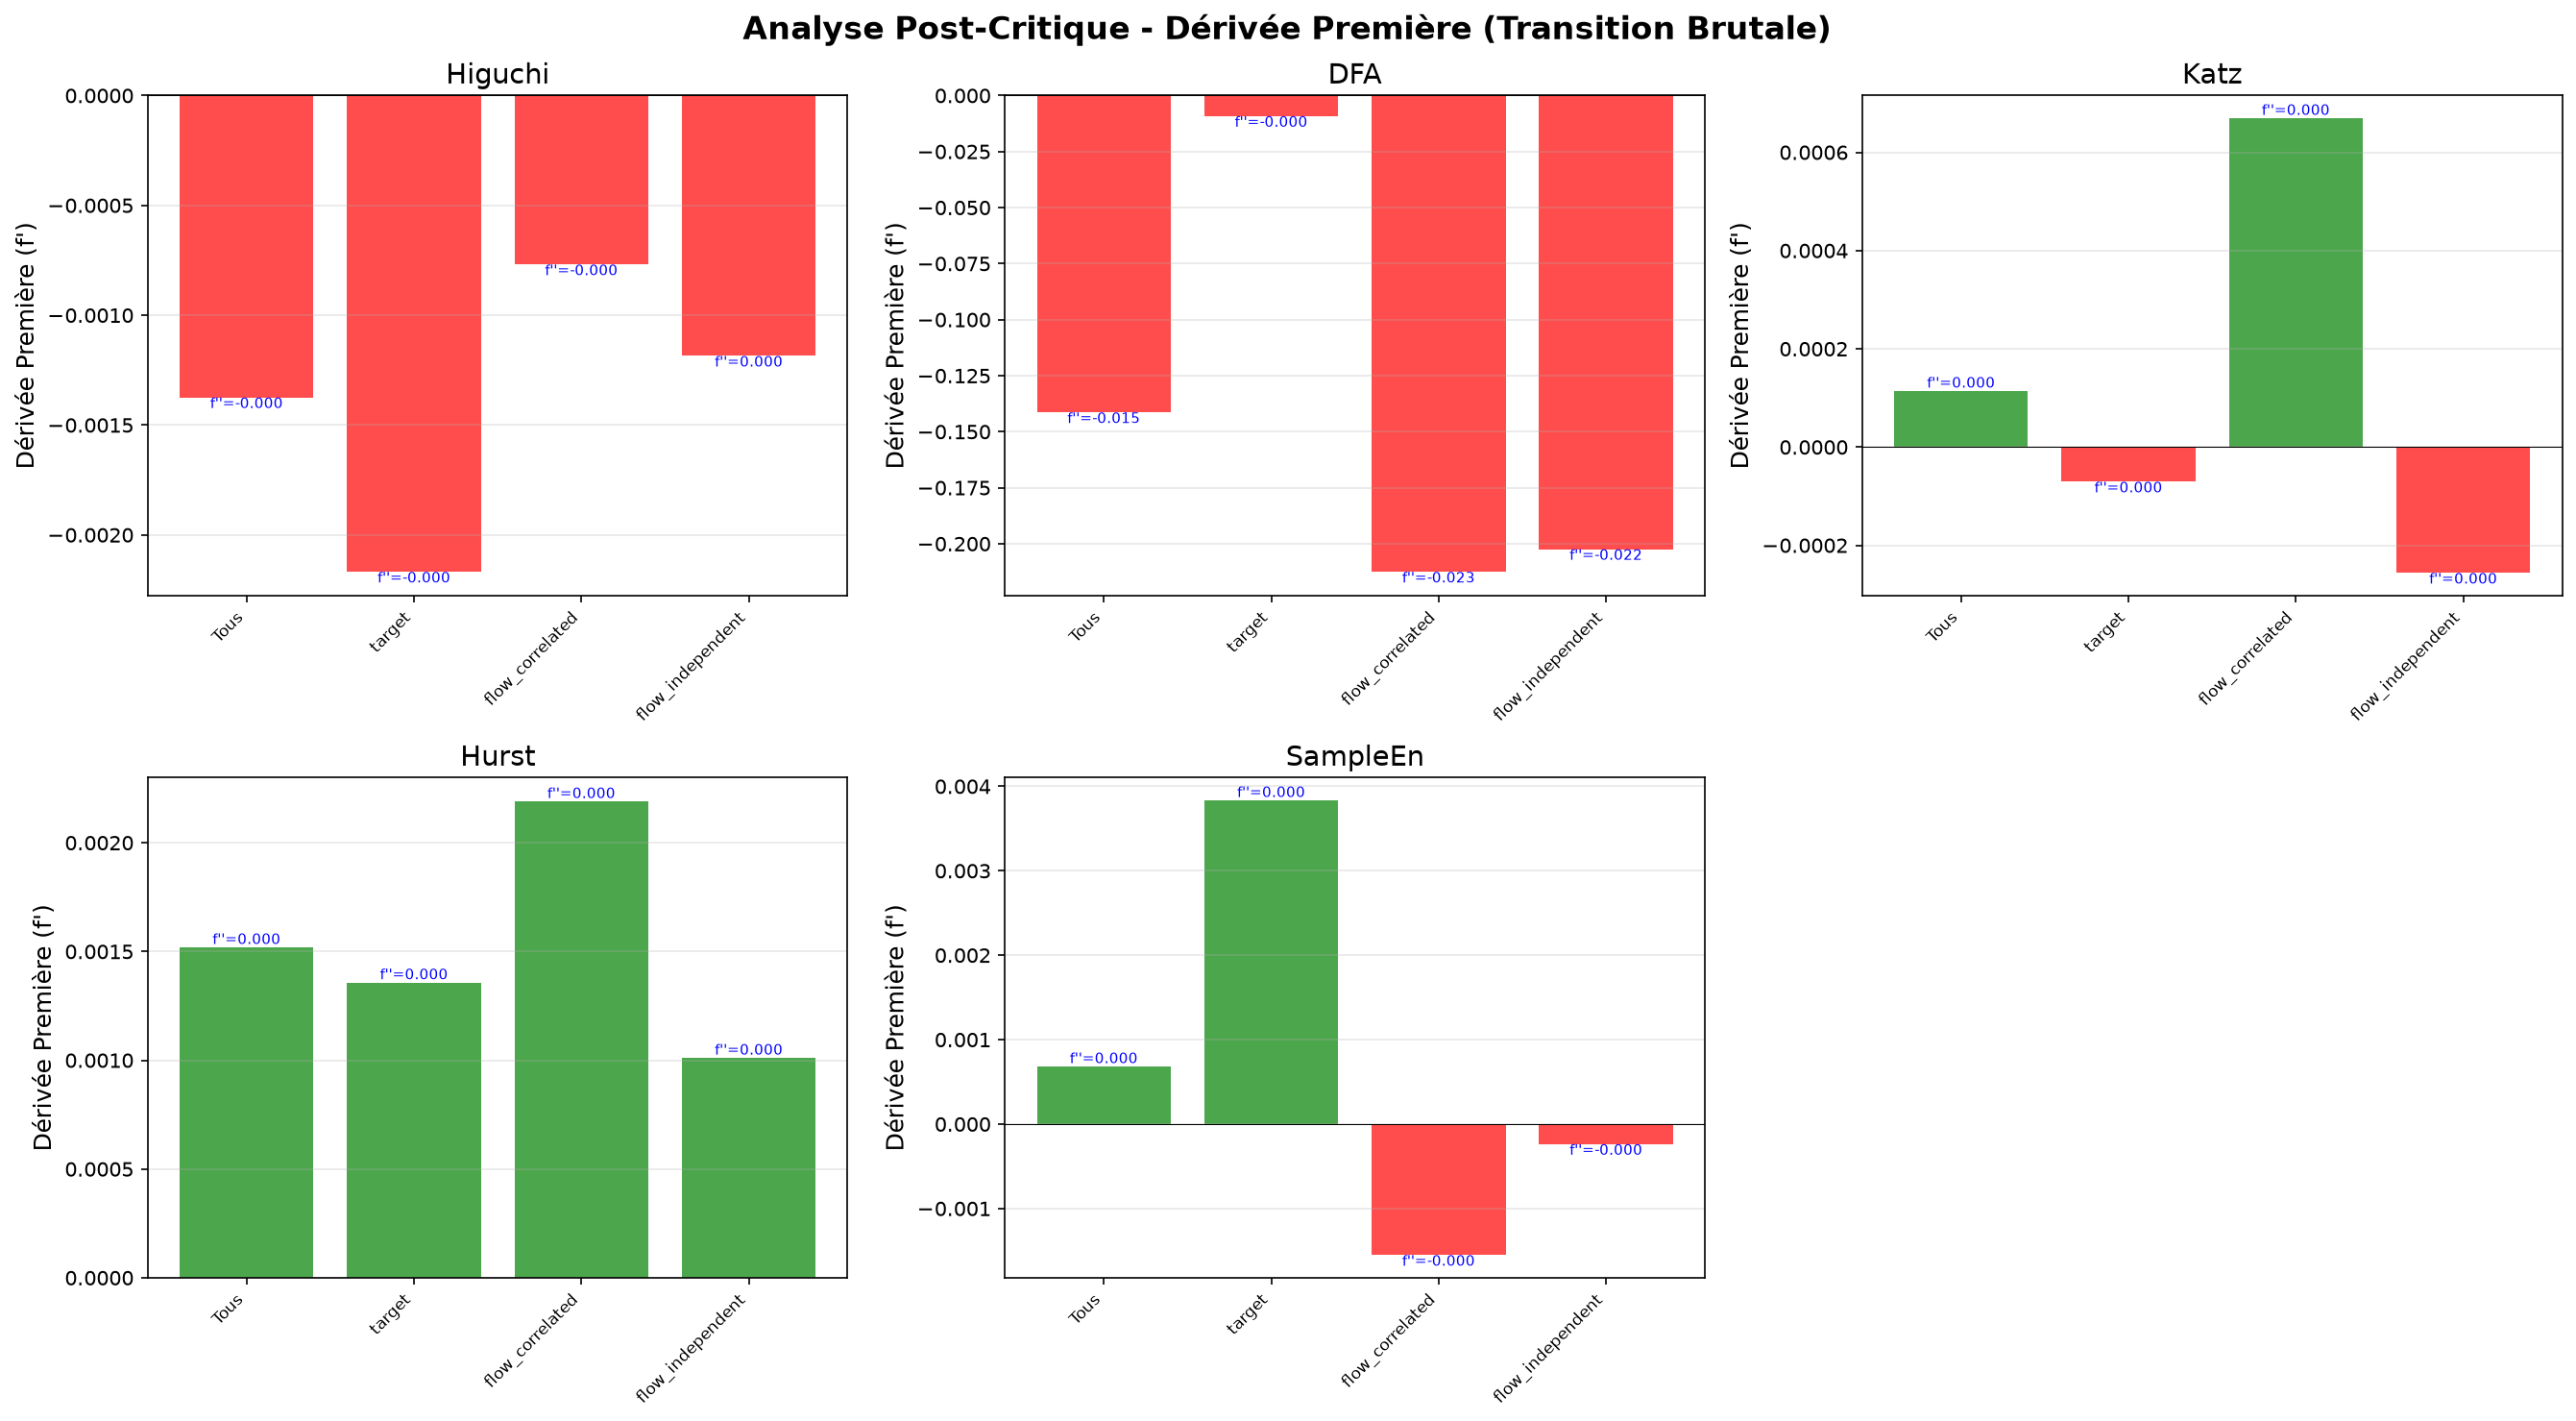 Analyse Post-Critique - Dérivée Première (Transition Brutale)
Higuchi
Dérivée Première (f')
0.0000
−0.0005
−0.0010
−0.0015
−0.0020
f''=-0.000
f''=-0.000
f''=-0.000
f''=0.000
Tous
target
flow_correlated
flow_independent
DFA
Dérivée Première (f')
0.000
−0.025
−0.050
−0.075
−0.100
−0.125
−0.150
−0.175
−0.200
f''=-0.015
f''=-0.000
f''=-0.023
f''=-0.022
Tous
target
flow_correlated
flow_independent
Katz
Dérivée Première (f')
0.0006
0.0004
0.0002
0.0000
−0.0002
f''=0.000
f''=0.000
f''=0.000
f''=0.000
Tous
target
flow_correlated
flow_independent
Hurst
Dérivée Première (f')
0.0020
0.0015
0.0010
0.0005
0.0000
f''=0.000
f''=0.000
f''=0.000
f''=0.000
Tous
target
flow_correlated
flow_independent
SampleEn
Dérivée Première (f')
0.004
0.003
0.002
0.001
0.000
−0.001
f''=0.000
f''=0.000
f''=-0.000
f''=-0.000
Tous
target
flow_correlated
flow_independent